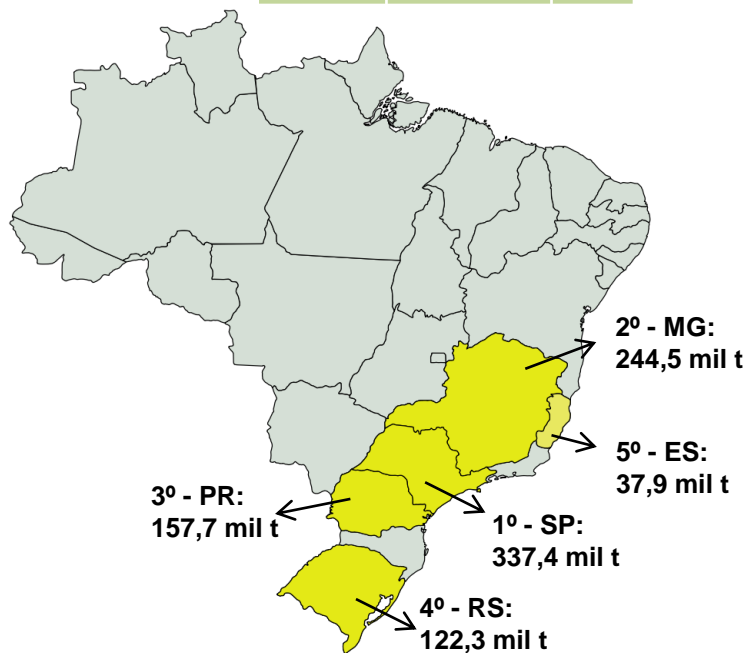 2º - MG:
244,5 mil t
5º - ES:
37,9 mil t
3º - PR:
157,7 mil t
1º - SP:
337,4 mil t
4º - RS:
122,3 mil t